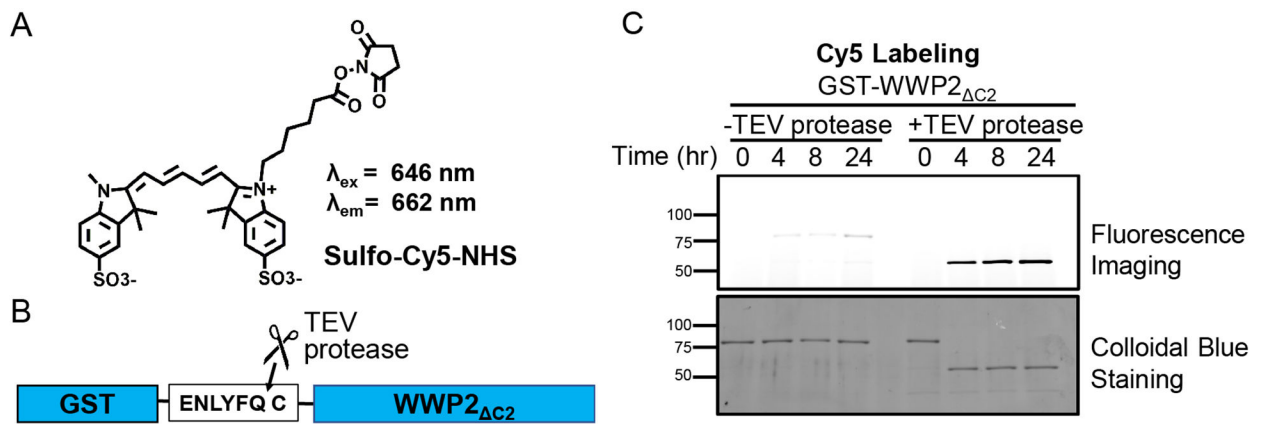 A
O
O
N
O
O
O
N
N+
SO3-
SO3-
λex = 646 nm
λem= 662 nm
Sulfo-Cy5-NHS
B
TEV
protease
GST
ENLYFQ C
WWP2ΔC2
C
Cy5 Labeling
GST-WWP2ΔC2
-TEV protease +TEV protease
Time (hr) 0 4 8 24 0 4 8 24
100
75
50
Fluorescence
Imaging
100
75
50
Colloidal Blue
Staining